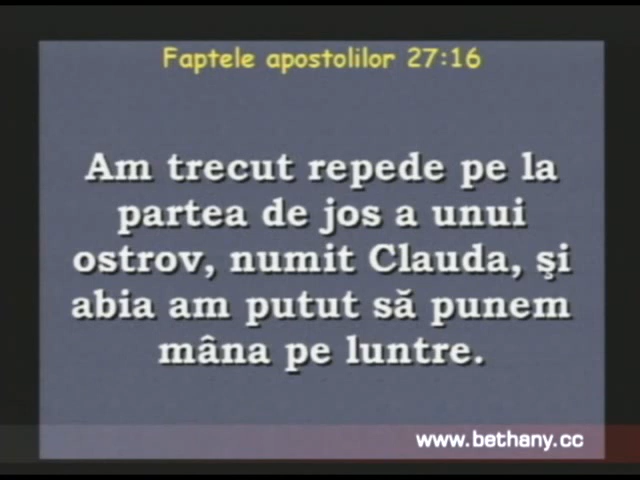 Faptele apostolilor 27:16
Am trecut repede pe la
partea de jos a unui
ostrov, numit Clauda, şi
abia am putut să punem
mâna pe luntre.
www.bethany.cc